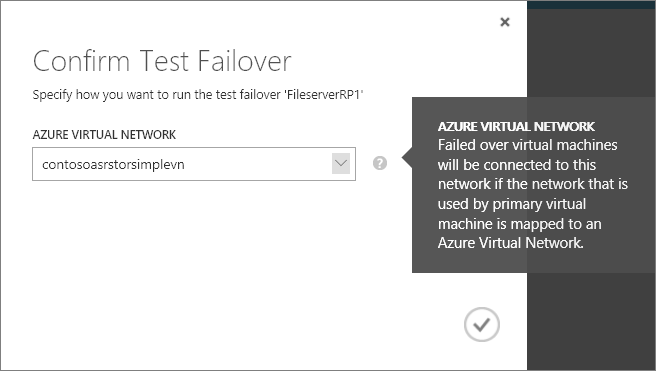 Confirm Test Failover
Specify how you want to run the test failover 'FileserverRP1'
AZURE VIRTUAL NETWORK
contosoasrstorsimplevn
?
AZURE VIRTUAL NETWORK
Failed over virtual machines
will be connected to this
network if the network that is
used by primary virtual
machine is mapped to an
Azure Virtual Network.